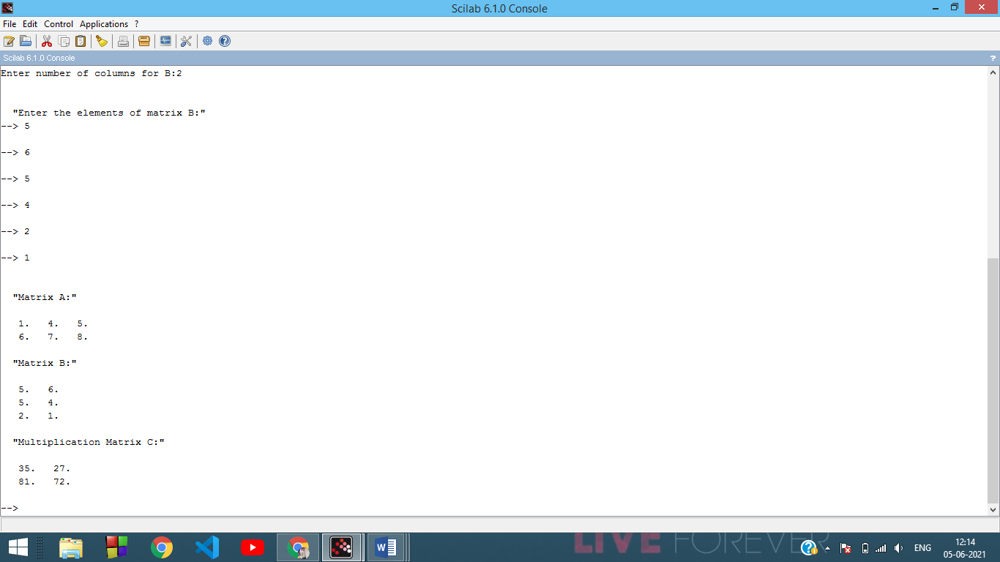 Scilab 6.1.0 Console
File Edit Control Applications ?
Scilab 6.1.0 Console ?
Enter number of columns for B:2
"Enter the elements of matrix B:"
--> 5
--> 6
--> 5
--> 4
--> 2
--> 1
"Matrix A:"
1. 4. 5.
6. 7. 8.
"Matrix B:"
5. 6.
5. 4.
2. 1.
"Multiplication Matrix C:"
35. 27.
81. 72.
-->
LIVE FOREVER
ENG
12:14
05-06-2021